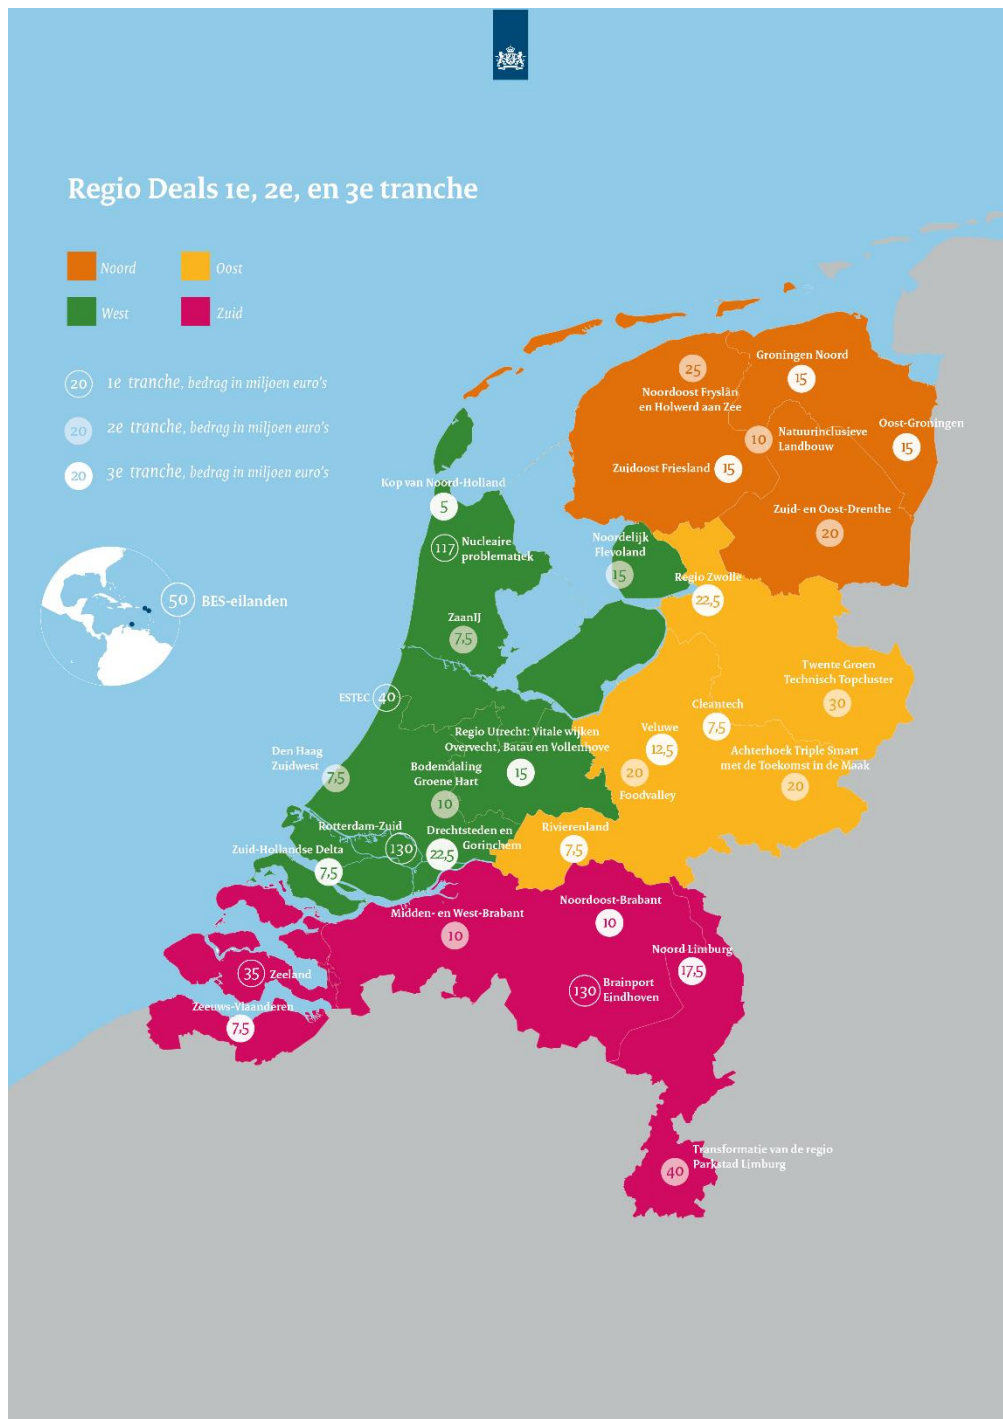 Regio Deals 1e, 2e, en 3e tranche
Noord
Oost
West
Zuid
20 1e tranche, bedrag in miljoen euro's
20 2e tranche, bedrag in miljoen euro's
20 3e tranche, bedrag in miljoen euro's
50 BES-eilanden
Groningen Noord
15
25
Noordoost Fryslân
en Holwerd aan Zee
Oost-Groningen
15
10
Natuurinclusieve
Landbouw
Zuidoost Friesland 15
Kop van Noord-Holland
5
Zuid- en Oost-Drenthe
20
117
Nucleaire
problematiek
Noordelijk
Flevoland
15
Regio Zwolle
22,5
ZaanIJ
7,5
Twente Groen
Technisch Topcluster
30
ESTEC 40
Cleantech
7,5
Regio Utrecht: Vitale wijken
Overvecht, Batau en Vollenhove
15
Veluwe
12,5
Den Haag
Zuidwest
7,5
Achterhoek Triple Smart
met de Toekomst in de Maak
20
Bodemdaling
Groene Hart
10
20
Foodvalley
Rotterdam-Zuid
130
Drechtsteden en
Gorinchem
22,5
Rivierenland
7,5
Zuid-Hollandse Delta
7,5
Noordoost-Brabant
10
Midden- en West-Brabant
10
Noord Limburg
17,5
35 Zeeland
130
Brainport
Eindhoven
Zeeuws-Vlaanderen
7,5
Transformatie van de regio
Parkstad Limburg
40